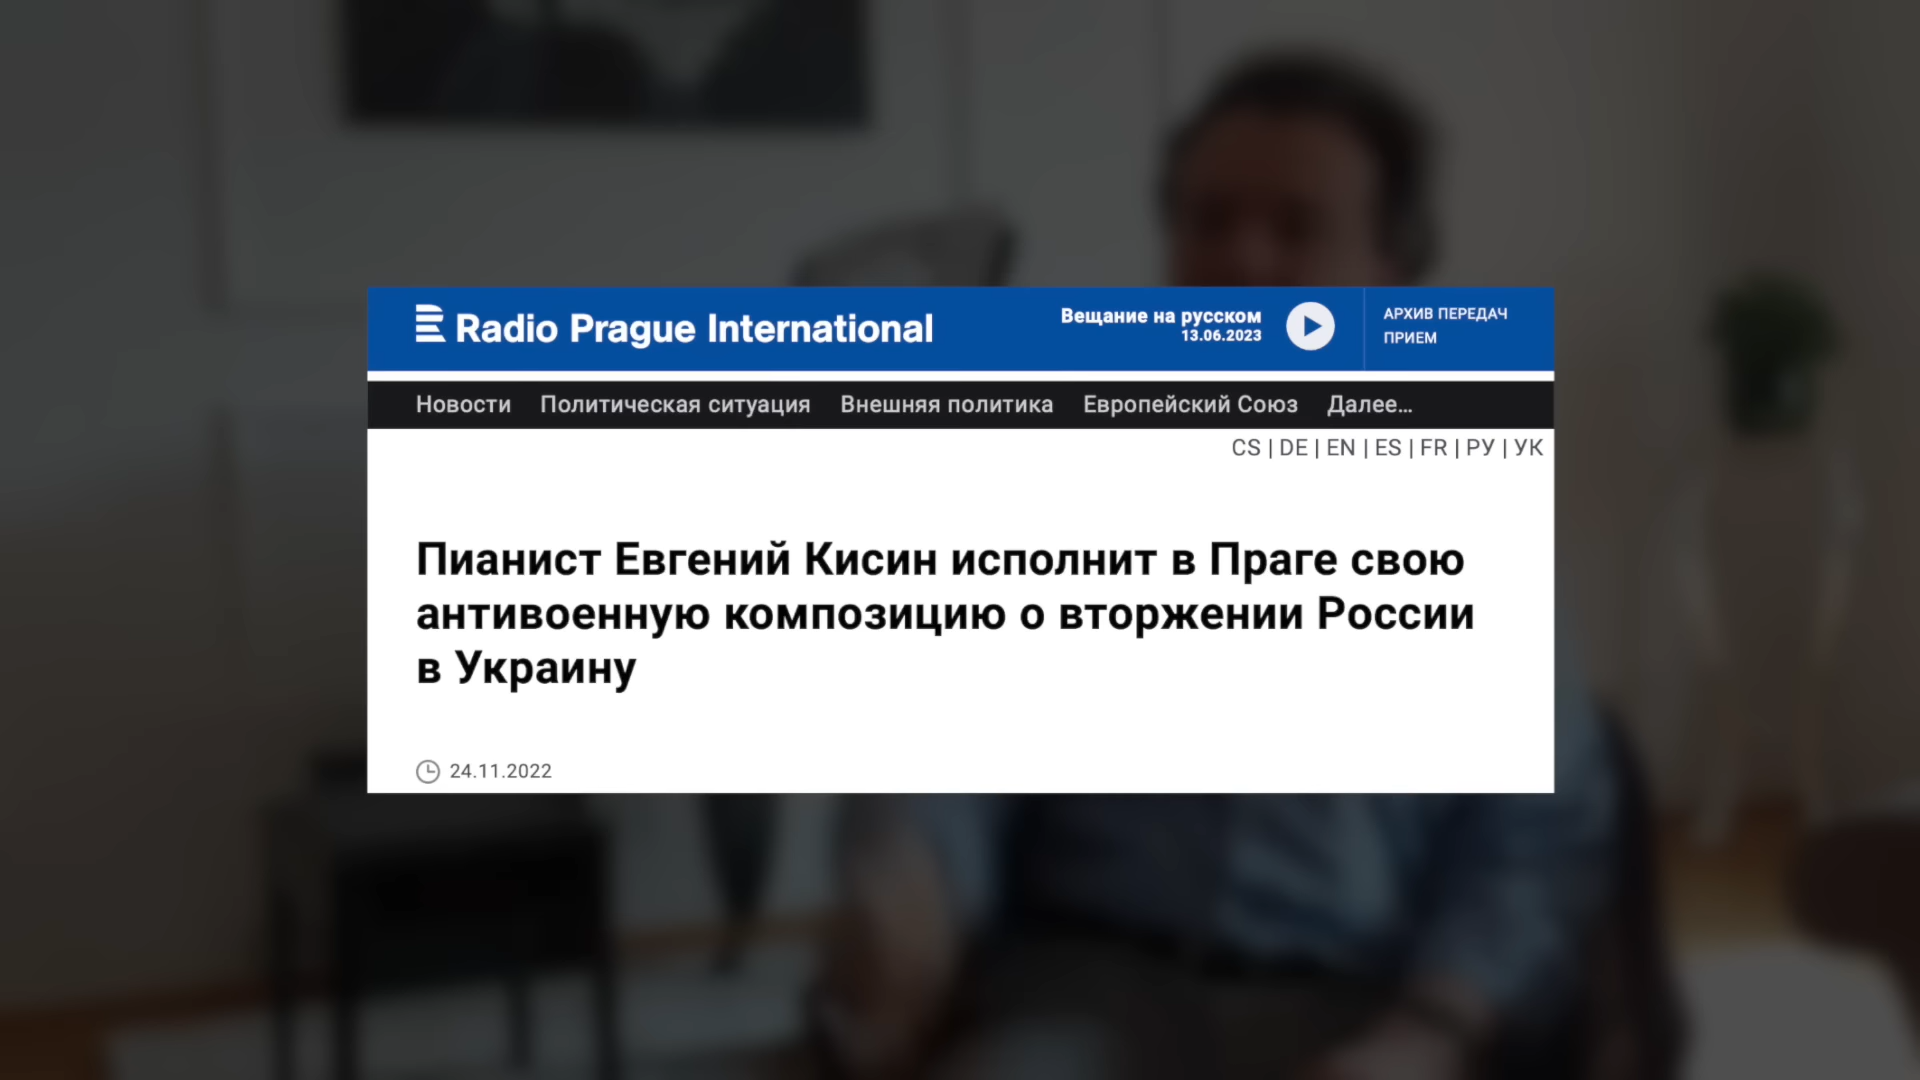 Radio Prague International
Вещание на русском
13.06.2023
АРХИВ ПЕРЕДАЧ
ПРИЕМ
Новости Политическая ситуация Внешняя политика Европейский Союз Далее...
CS | DE | EN | ES | FR | РУ | УК
Пианист Евгений Кисин исполнит в Праге свою
антивоенную композицию о вторжении России
в Украину
24.11.2022